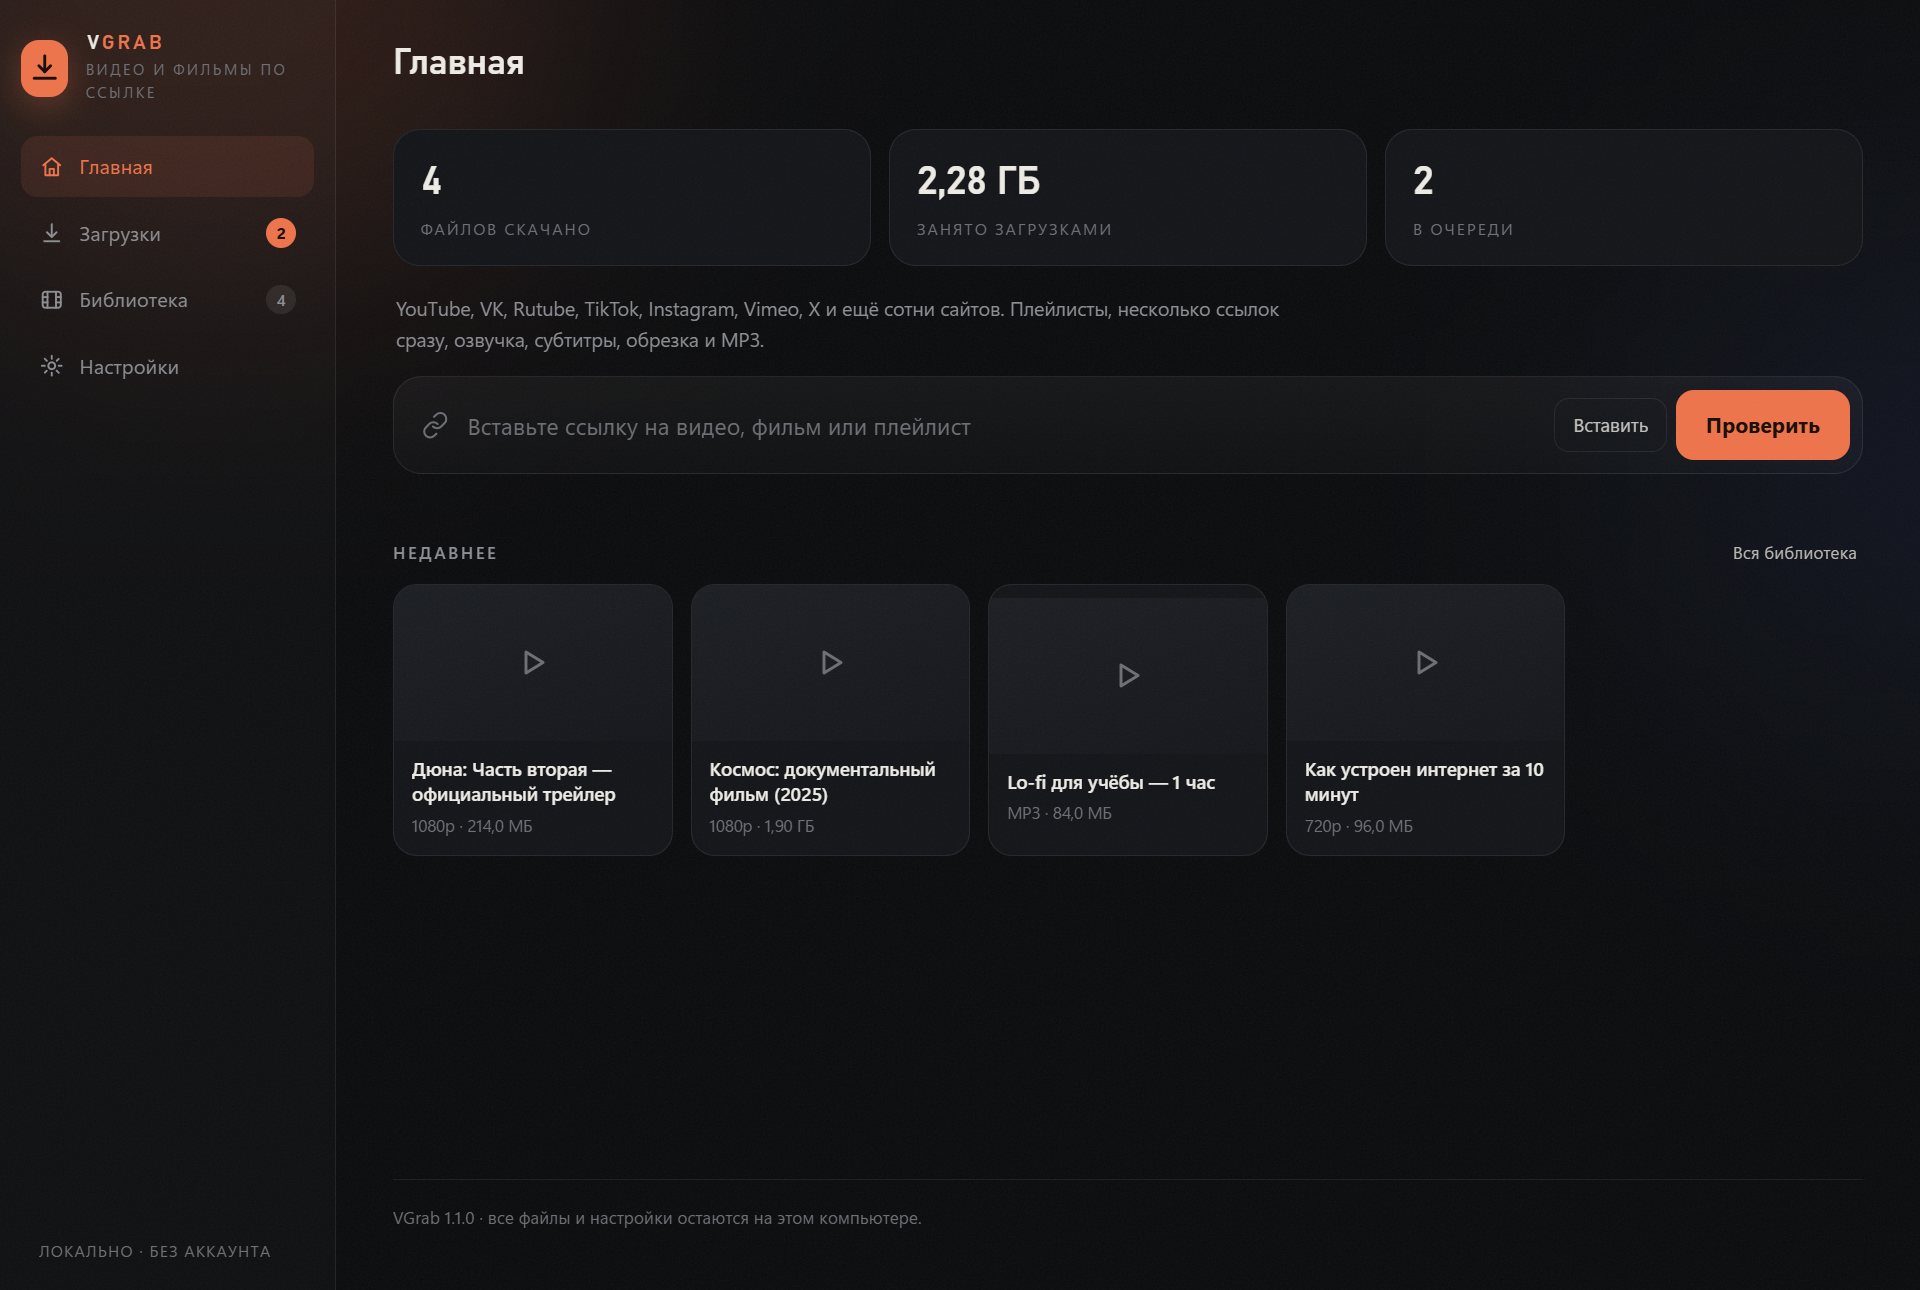 VGRAB
ВИДЕО И ФИЛЬМЫ ПО
ССЫЛКЕ
Главная
Загрузки 2
Библиотека 4
Настройки
ЛОКАЛЬНО · БЕЗ АККАУНТА
Главная
4
ФАЙЛОВ СКАЧАНО
2,28 ГБ
ЗАНЯТО ЗАГРУЗКАМИ
2
В ОЧЕРЕДИ
YouTube, VK, Rutube, TikTok, Instagram, Vimeo, X и ещё сотни сайтов. Плейлисты, несколько ссылок
сразу, озвучка, субтитры, обрезка и MP3.
Вставьте ссылку на видео, фильм или плейлист
Вставить
Проверить
НЕДАВНЕЕ
Вся библиотека
Дюна: Часть вторая —
официальный трейлер
1080p · 214,0 МБ
Космос: документальный
фильм (2025)
1080p · 1,90 ГБ
Lo-fi для учёбы — 1 час
MP3 · 84,0 МБ
Как устроен интернет за 10
минут
720p · 96,0 МБ
VGrab 1.1.0 · все файлы и настройки остаются на этом компьютере.